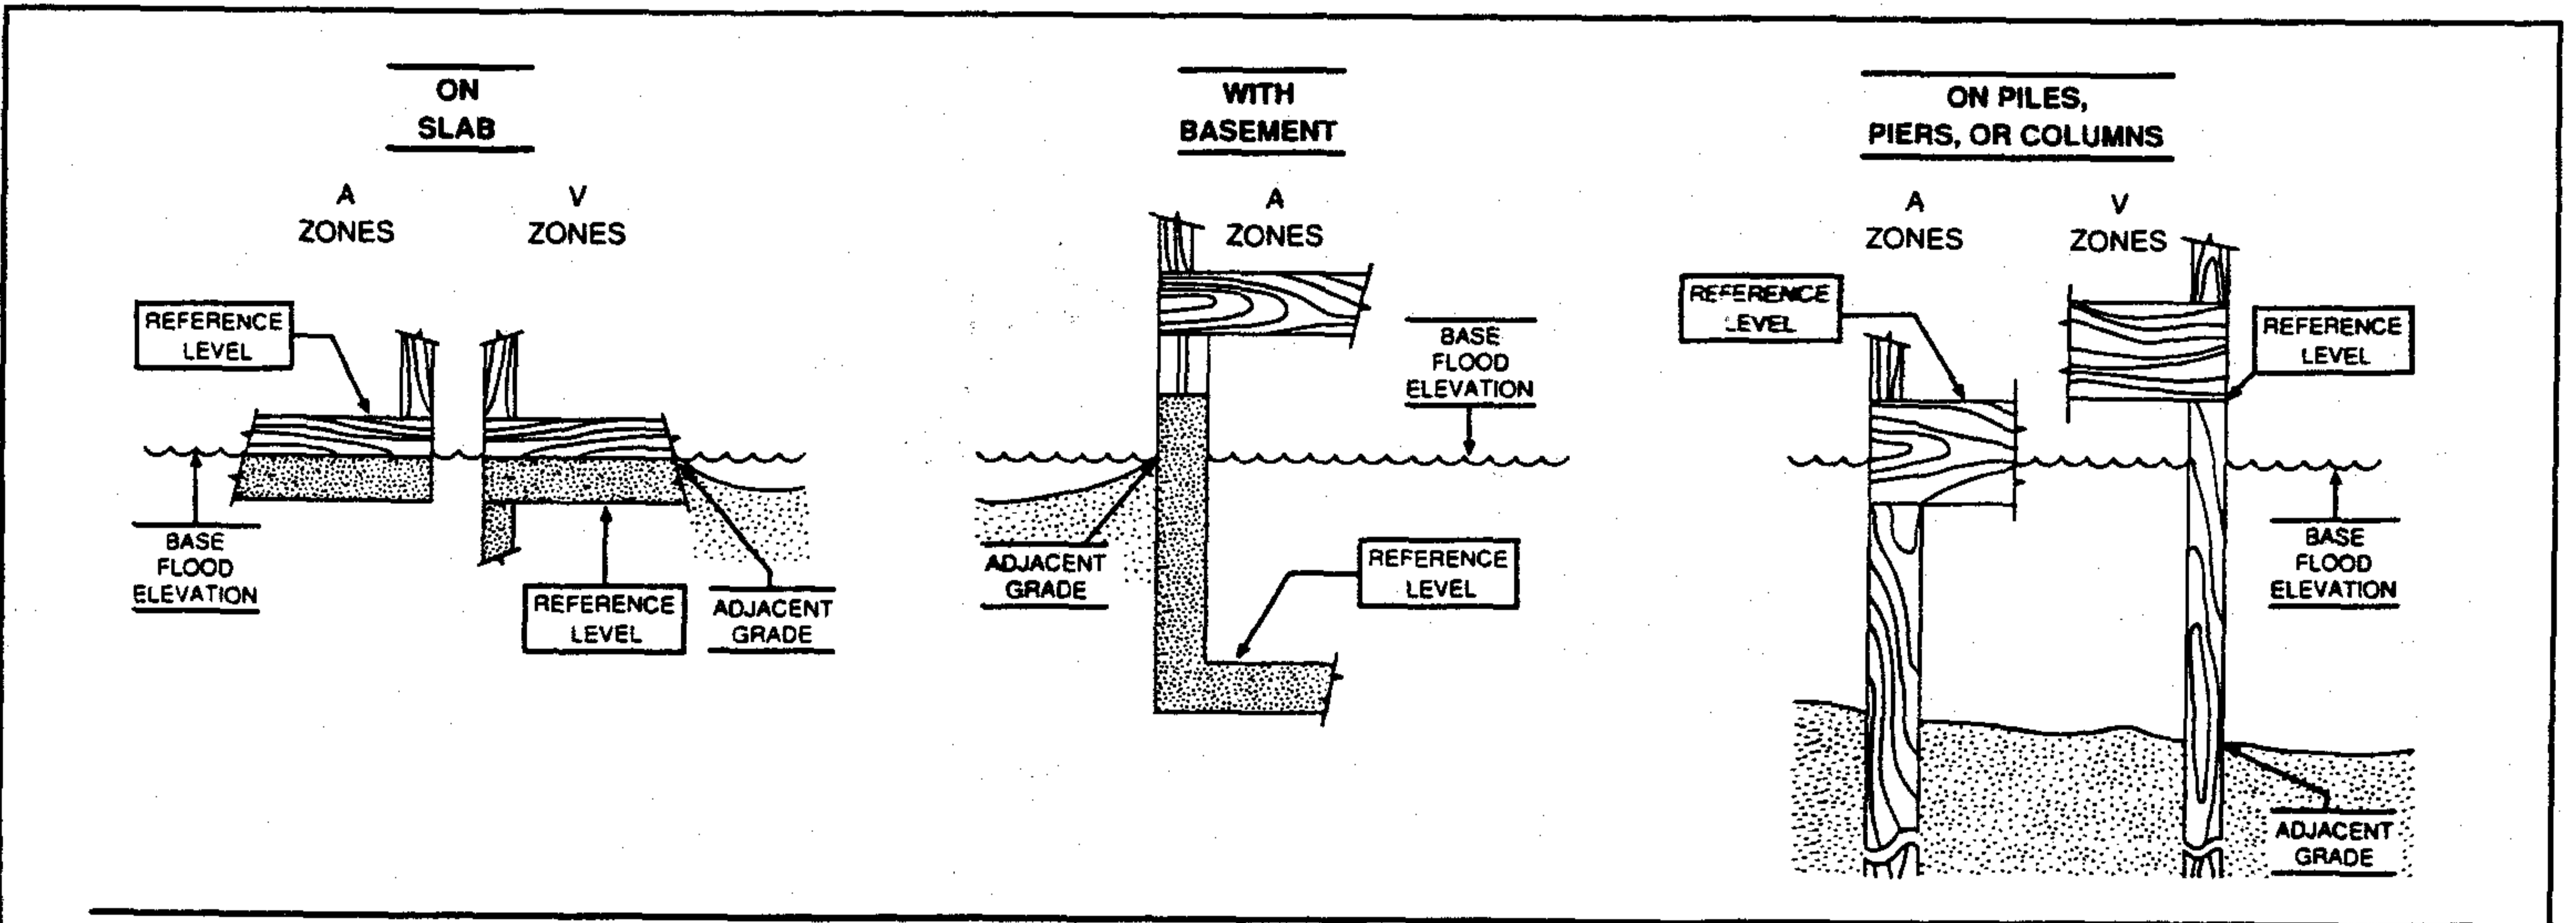 ON
SLAB
A
ZONES
V
ZONES
REFERENCE
LEVEL
BASE
FLOOD
ELEVATION
REFERENCE
LEVEL
ADJACENT
GRADE
WITH
BASEMENT
A
ZONES
BASE
FLOOD
ELEVATION
ADJACENT
GRADE
REFERENCE
LEVEL
ON PILES,
PIERS, OR COLUMNS
A
ZONES
V
ZONES
REFERENCE
LEVEL
REFERENCE
LEVEL
BASE
FLOOD
ELEVATION
ADJACENT
GRADE